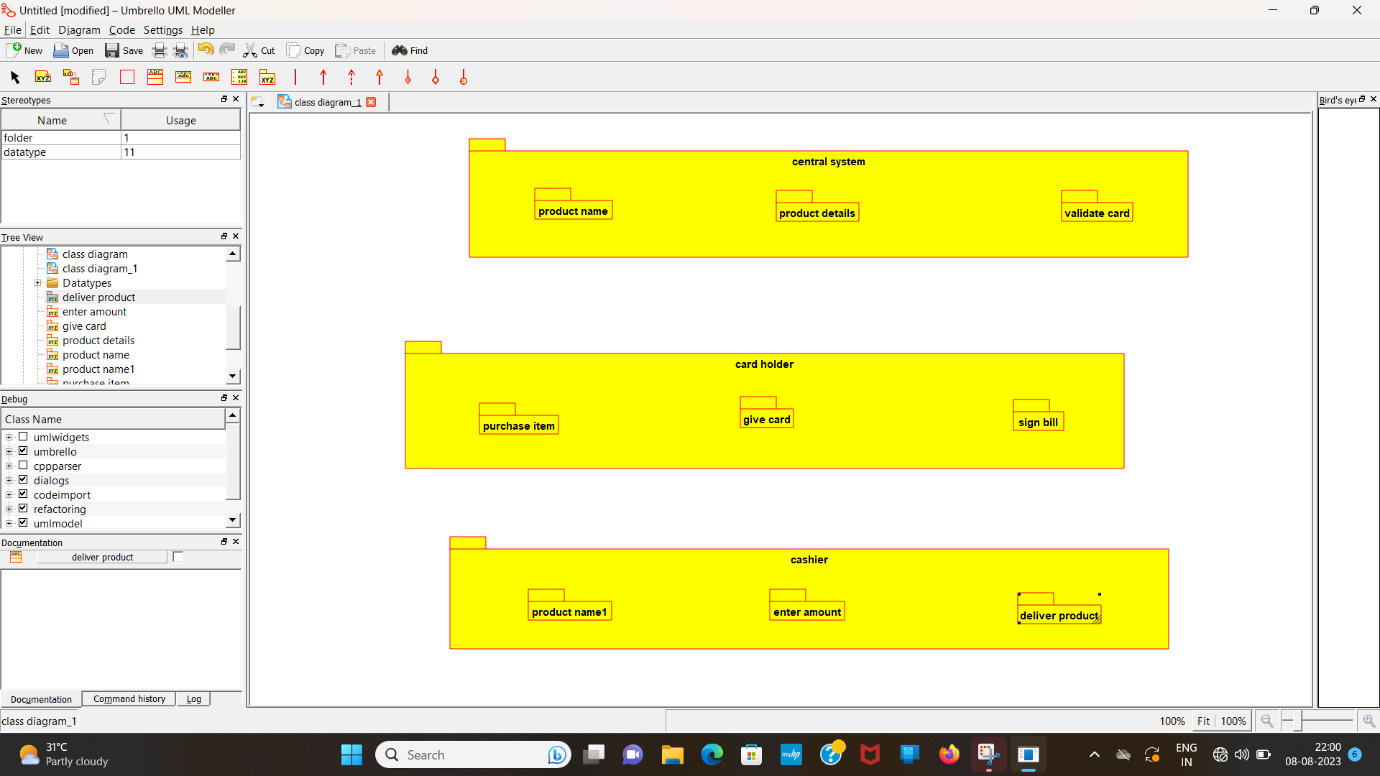 Untitled [modified] – Umbrello UML Modeller
File Edit Diagram Code Settings Help
New Open Save Cut Copy Paste Find
Stereotypes
Name Usage
folder 1
datatype 11
Tree View
class diagram
class diagram_1
Datatypes
deliver product
enter amount
give card
product details
product name
product name1
purchase item
Debug
Class Name
umlwidgets
umbrello
cppparser
dialogs
codeimport
refactoring
umlmodel
Documentation
deliver product
Documentation Command history Log
class diagram_1
class diagram_1
central system
product name product details validate card
card holder
purchase item give card sign bill
cashier
product name1 enter amount deliver product
Bird's eye
100% Fit 100%
31°C
Partly cloudy
Search
ENG
IN
22:00
08-08-2023
6